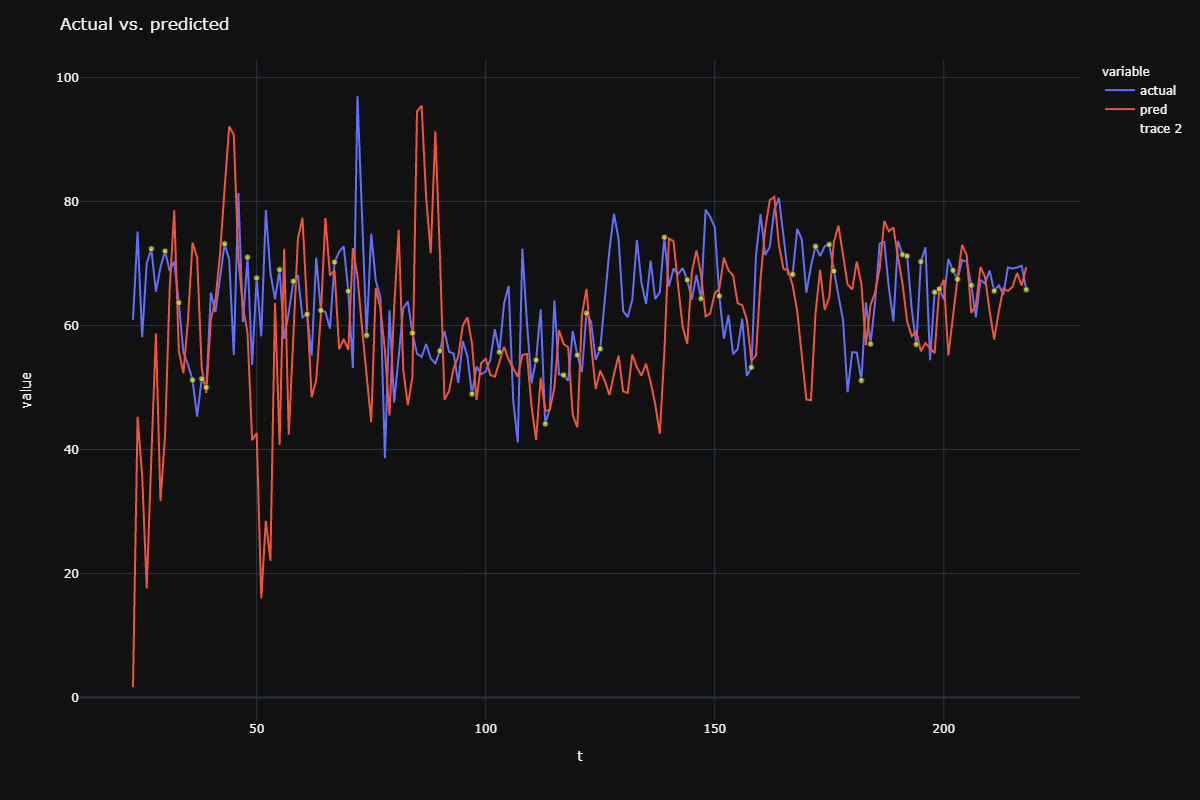 Actual vs. predicted
variable
actual
pred
trace 2
100
80
60
40
20
0
value
50
100
150
200
t